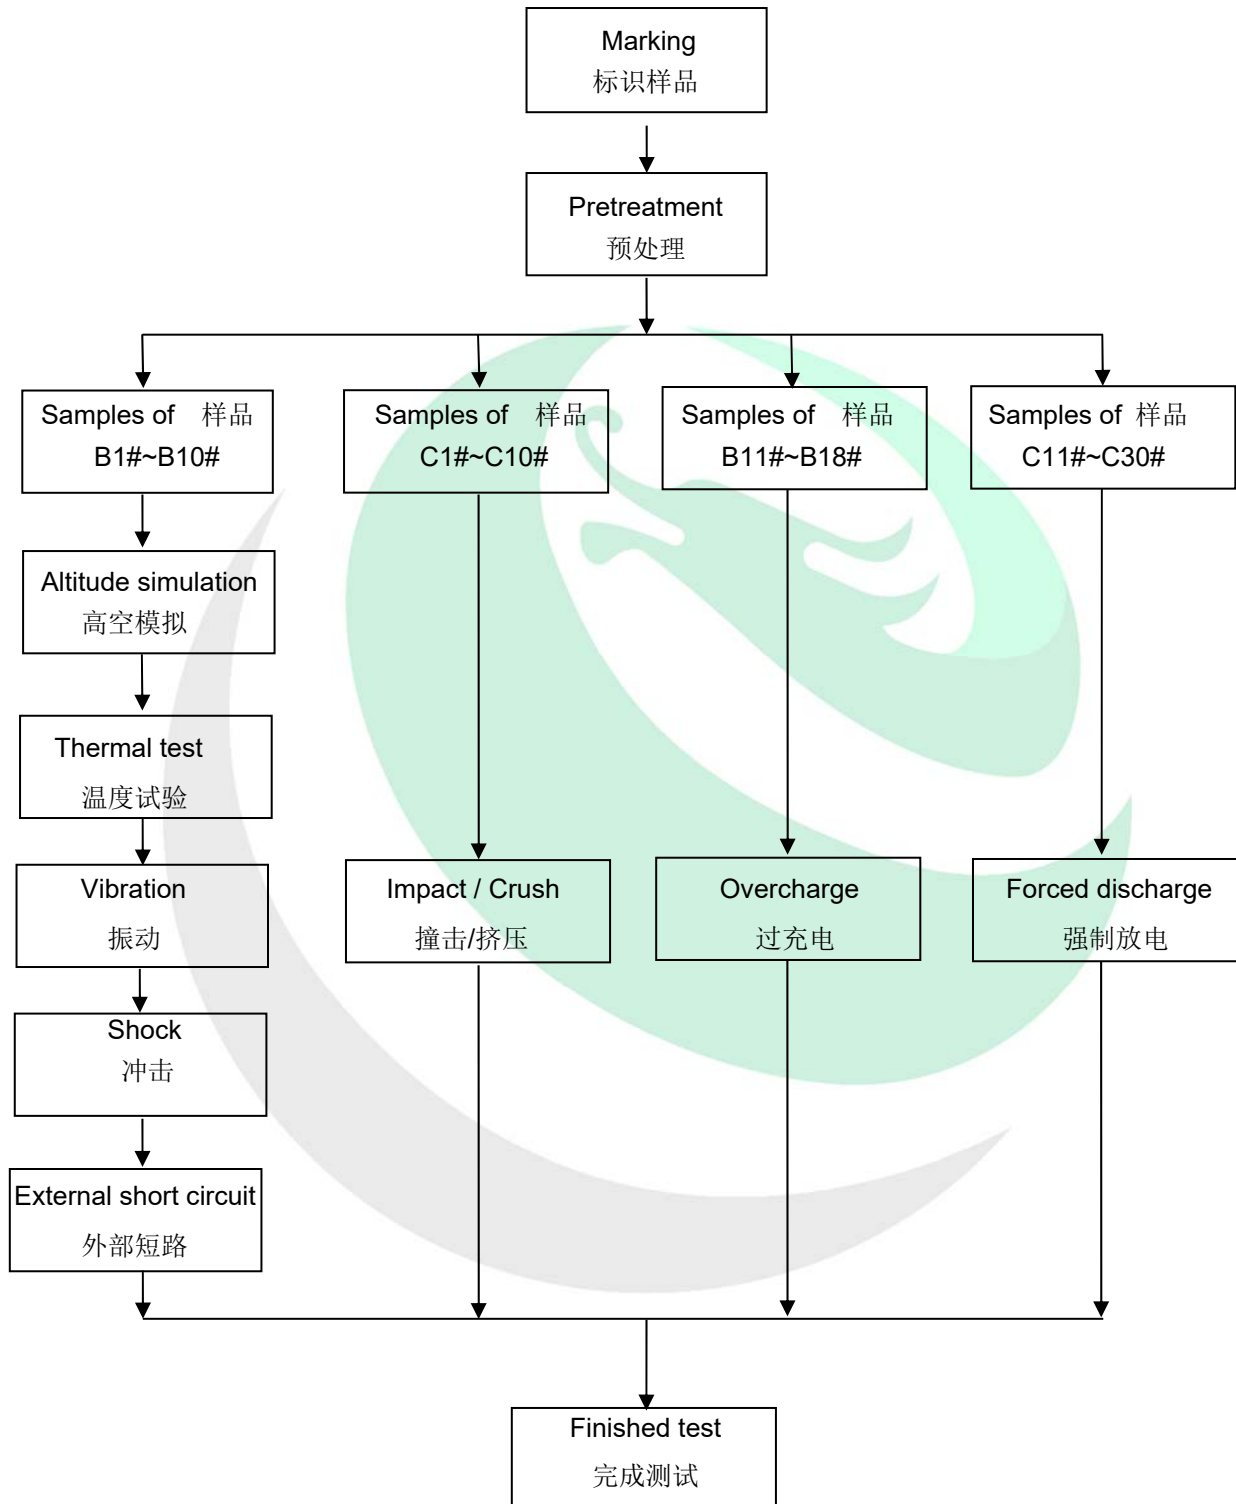 Marking
标识样品
Pretreatment
预处理
Samples of 样品
B1#~B10#
Samples of 样品
C1#~C10#
Samples of 样品
B11#~B18#
Samples of 样品
C11#~C30#
Altitude simulation
高空模拟
Thermal test
温度试验
Vibration
振动
Impact / Crush
撞击/挤压
Overcharge
过充电
Forced discharge
强制放电
Shock
冲击
External short circuit
外部短路
Finished test
完成测试